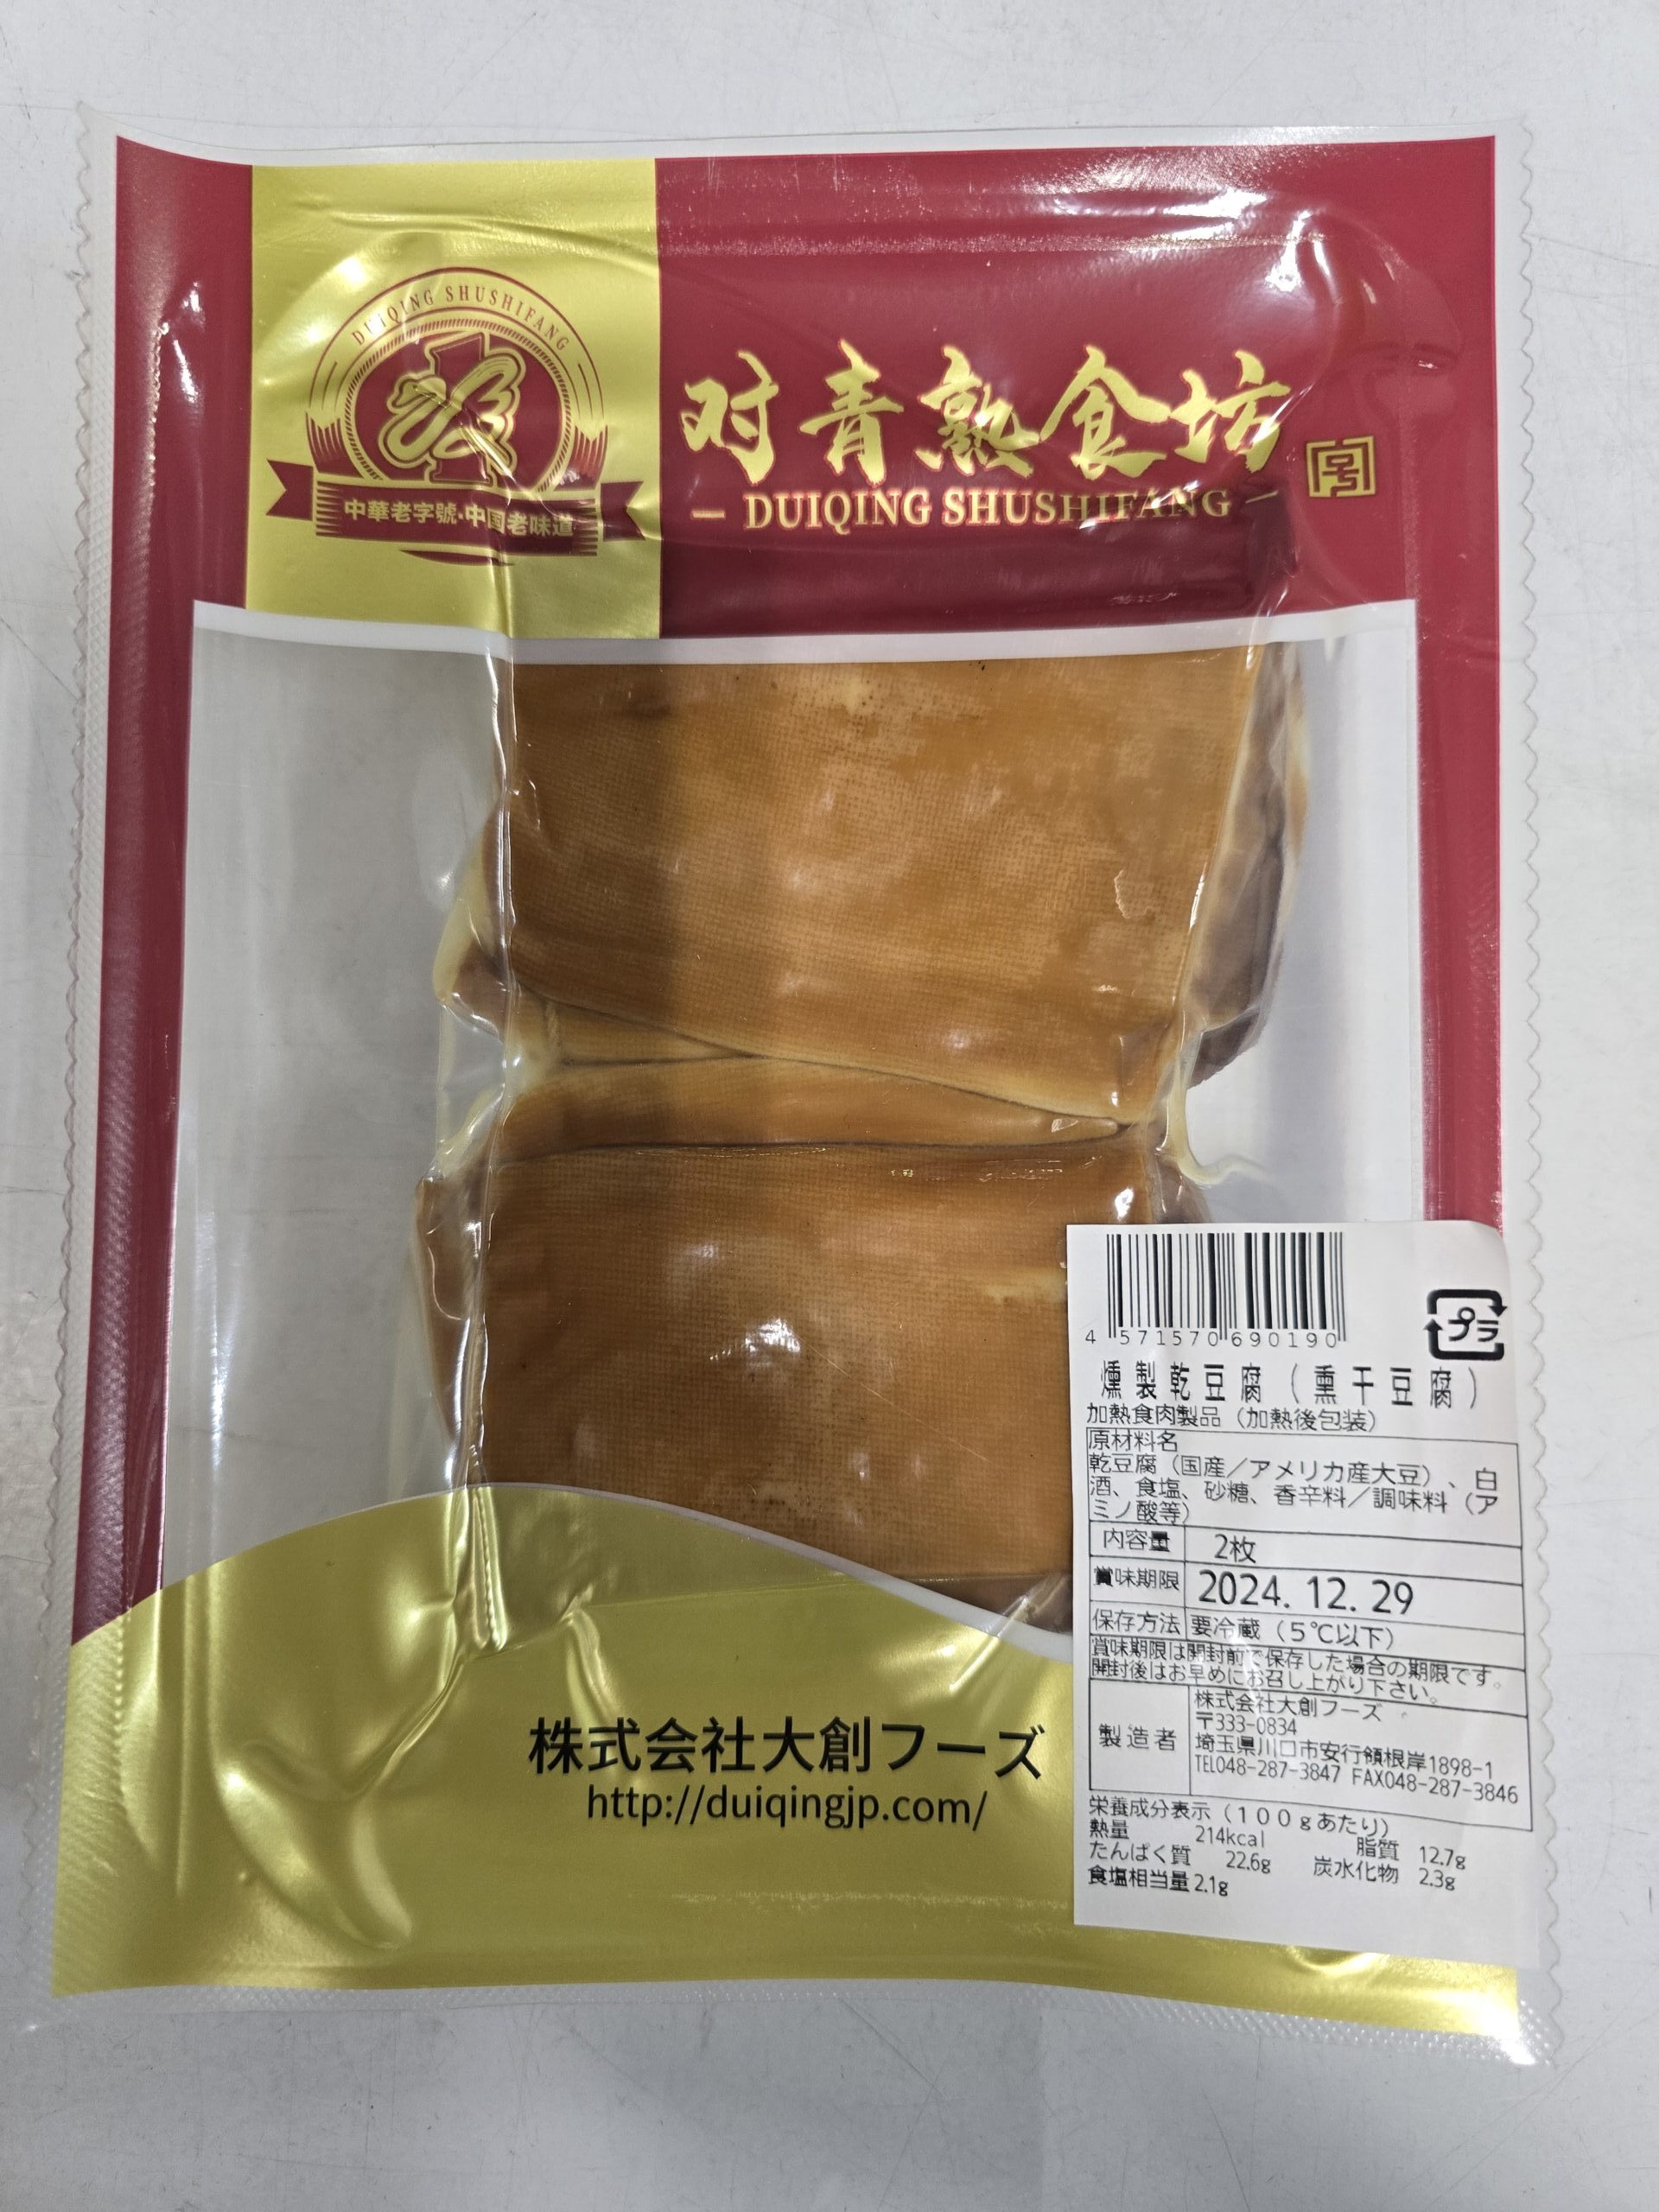 DUIQING SHUSHIFANG
中華老字號·中国老味道
对青熟食坊
DUIQING SHUSHIFANG
4 571570 690190
プラ
燻製乾豆腐(熏干豆腐)
加熱食肉製品(加熱後包装)
原材料名
乾豆腐(国産/アメリカ産大豆)、白
酒、食塩、砂糖、香辛料/調味料(ア
ミノ酸等)
内容量 2枚
賞味期限 2024.12.29
保存方法 要冷蔵(5℃以下)
賞味期限は開封前で保存した場合の期限です。
開封後はお早めにお召し上がり下さい。
製造者
株式会社大創フーズ
〒333-0834
埼玉県川口市安行領根岸1898-1
TEL048-287-3847 FAX048-287-3846
栄養成分表示(100gあたり)
熱量 214kcal 脂質 12.7g
たんぱく質 22.6g 炭水化物 2.3g
食塩相当量 2.1g
株式会社大創フーズ
http://duiqingjp.com/